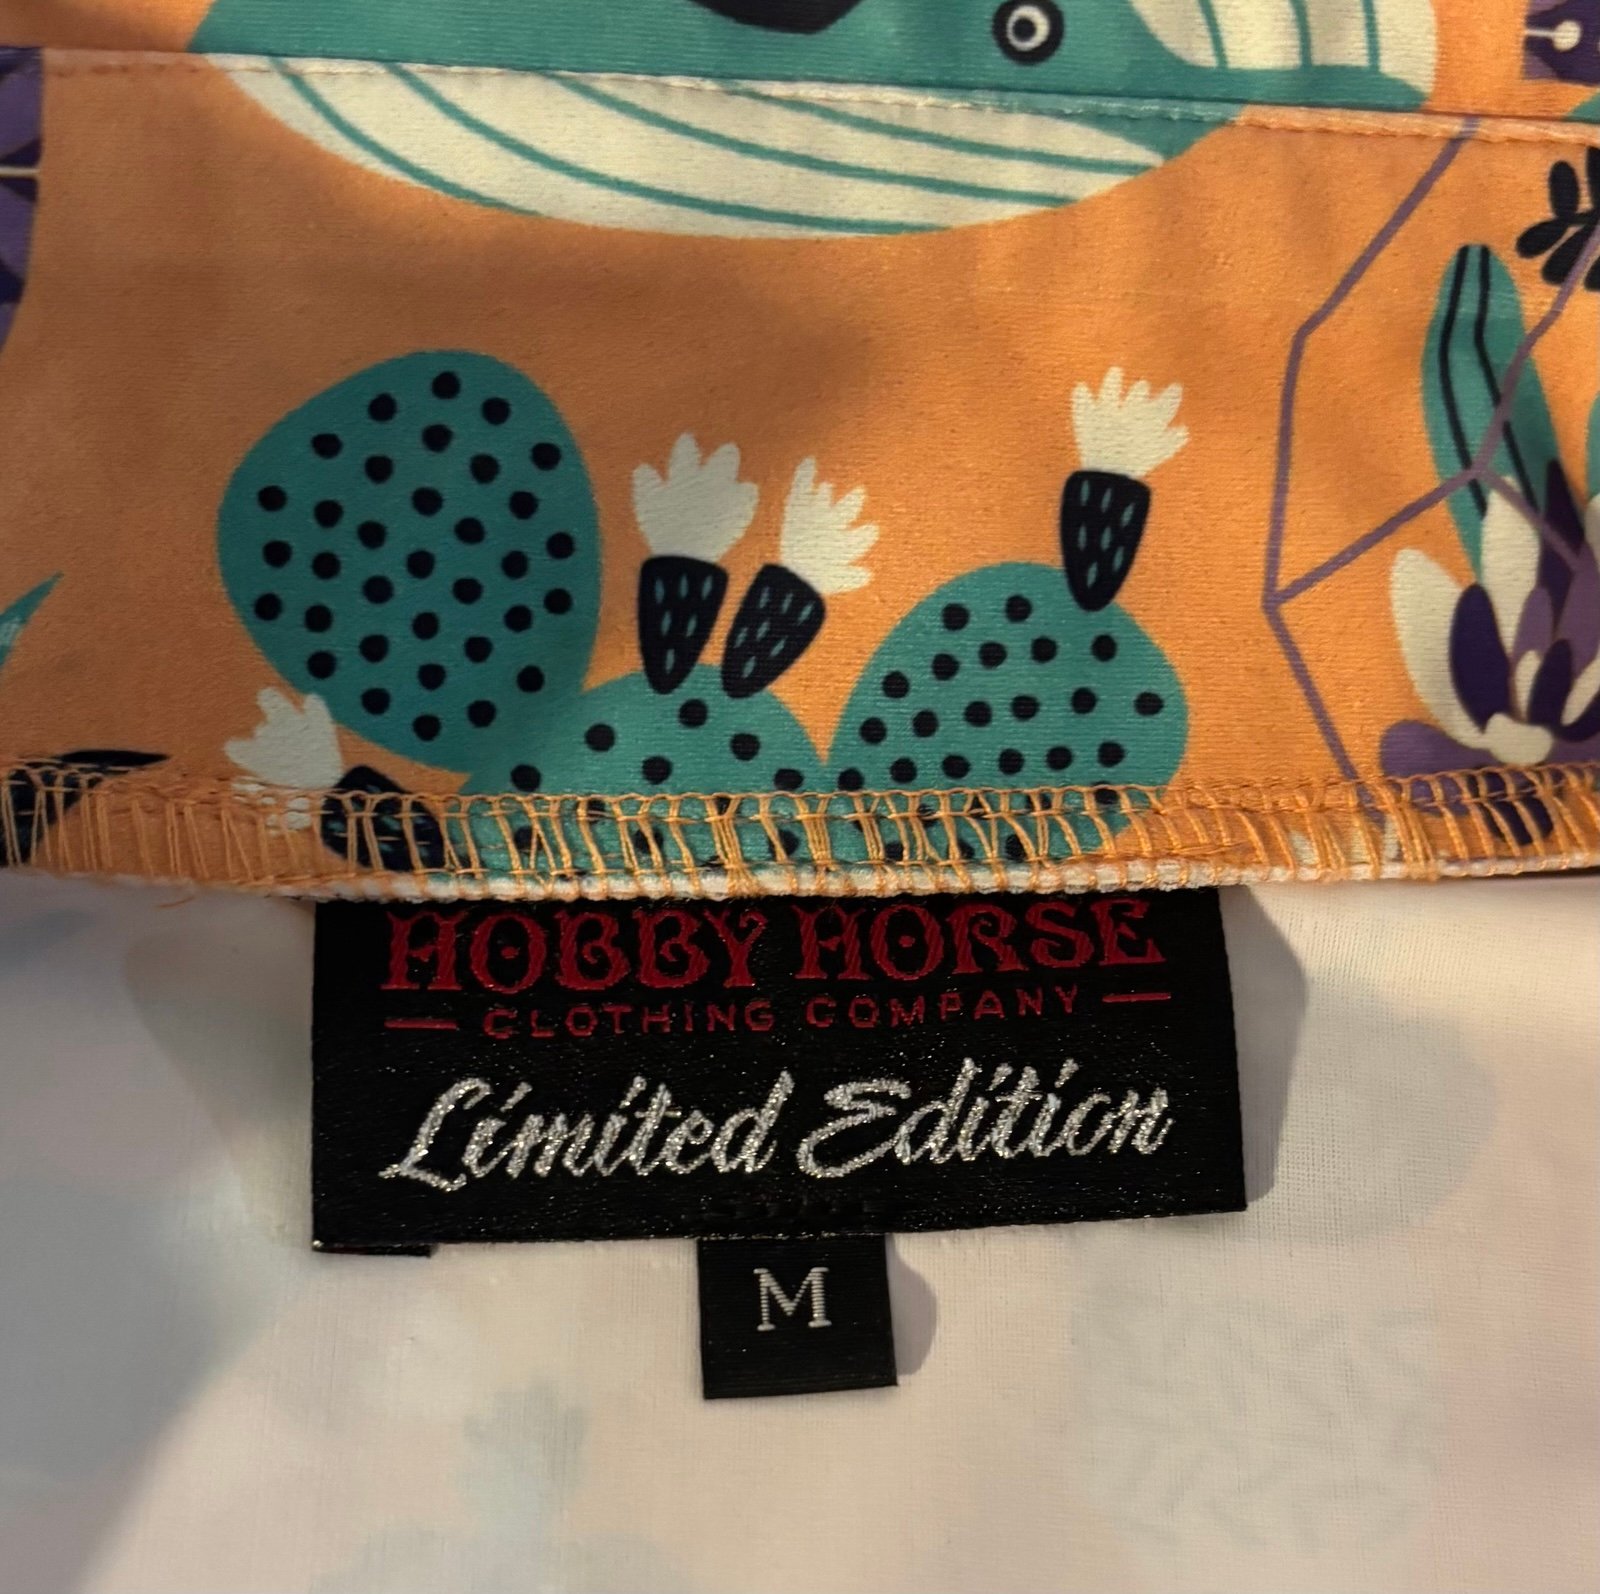 HOBBY HORSE
CLOTHING COMPANY
Limited Edition
M